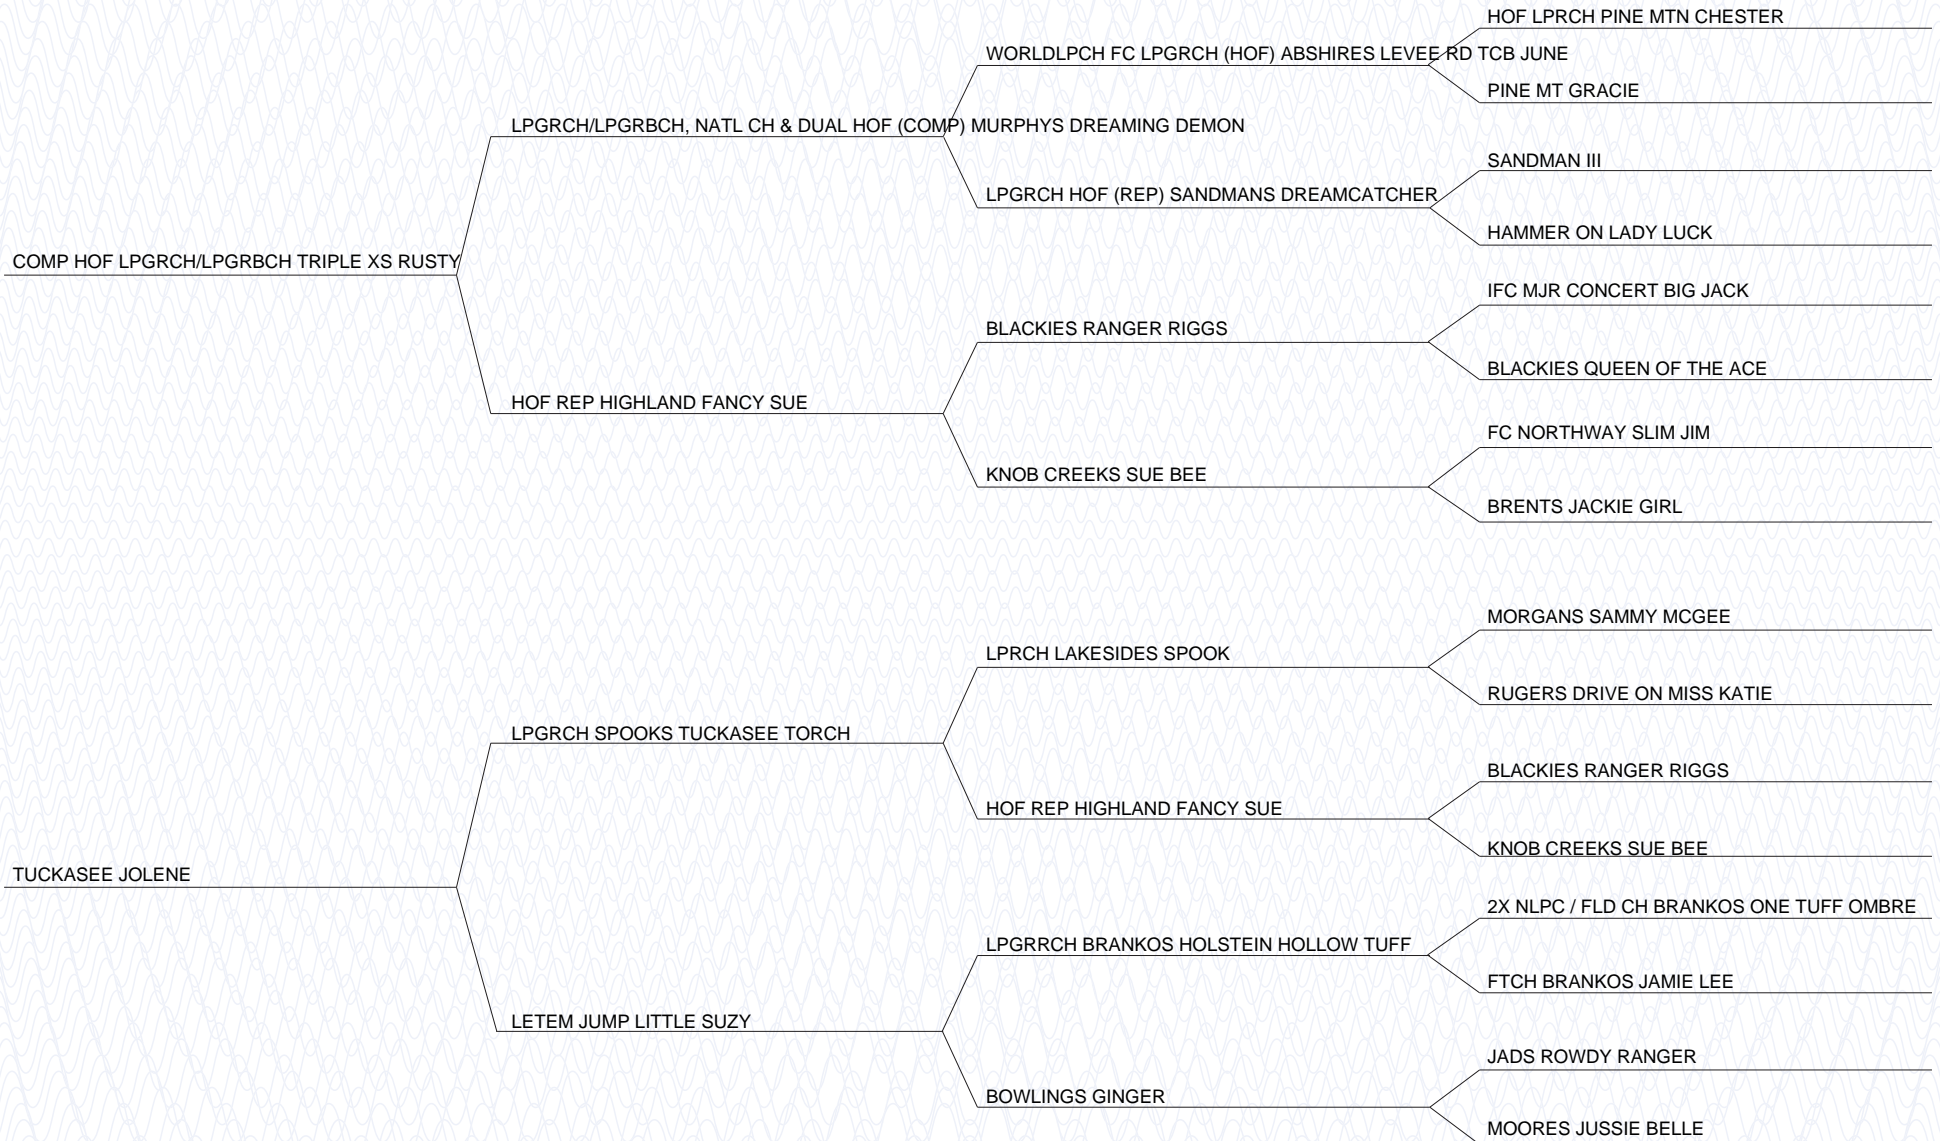 HOF LPRCH PINE MTN CHESTER
WORLDLPCH FC LPGRCH (HOF) ABSHIRES LEVEE RD TCB JUNE
PINE MT GRACIE
LPGRCH/LPGRBCH, NATL CH & DUAL HOF (COMP) MURPHYS DREAMING DEMON
SANDMAN III
LPGRCH HOF (REP) SANDMANS DREAMCATCHER
HAMMER ON LADY LUCK
COMP HOF LPGRCH/LPGRBCH TRIPLE XS RUSTY
IFC MJR CONCERT BIG JACK
BLACKIES RANGER RIGGS
BLACKIES QUEEN OF THE ACE
HOF REP HIGHLAND FANCY SUE
FC NORTHWAY SLIM JIM
KNOB CREEKS SUE BEE
BRENTS JACKIE GIRL
MORGANS SAMMY MCGEE
LPRCH LAKESIDES SPOOK
RUGERS DRIVE ON MISS KATIE
LPGRCH SPOOKS TUCKASEE TORCH
BLACKIES RANGER RIGGS
HOF REP HIGHLAND FANCY SUE
KNOB CREEKS SUE BEE
TUCKASEE JOLENE
2X NLPC / FLD CH BRANKOS ONE TUFF OMBRE
LPGRRCH BRANKOS HOLSTEIN HOLLOW TUFF
FTCH BRANKOS JAMIE LEE
LETEM JUMP LITTLE SUZY
JADS ROWDY RANGER
BOWLINGS GINGER
MOORES JUSSIE BELLE